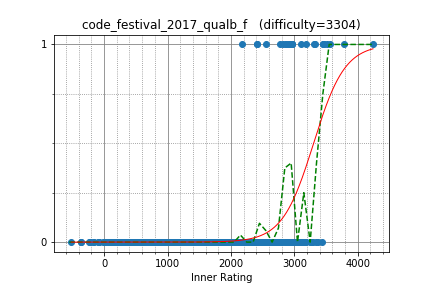 code_festival_2017_qualb_f (difficulty=3304)
1
0
0 1000 2000 3000 4000
Inner Rating